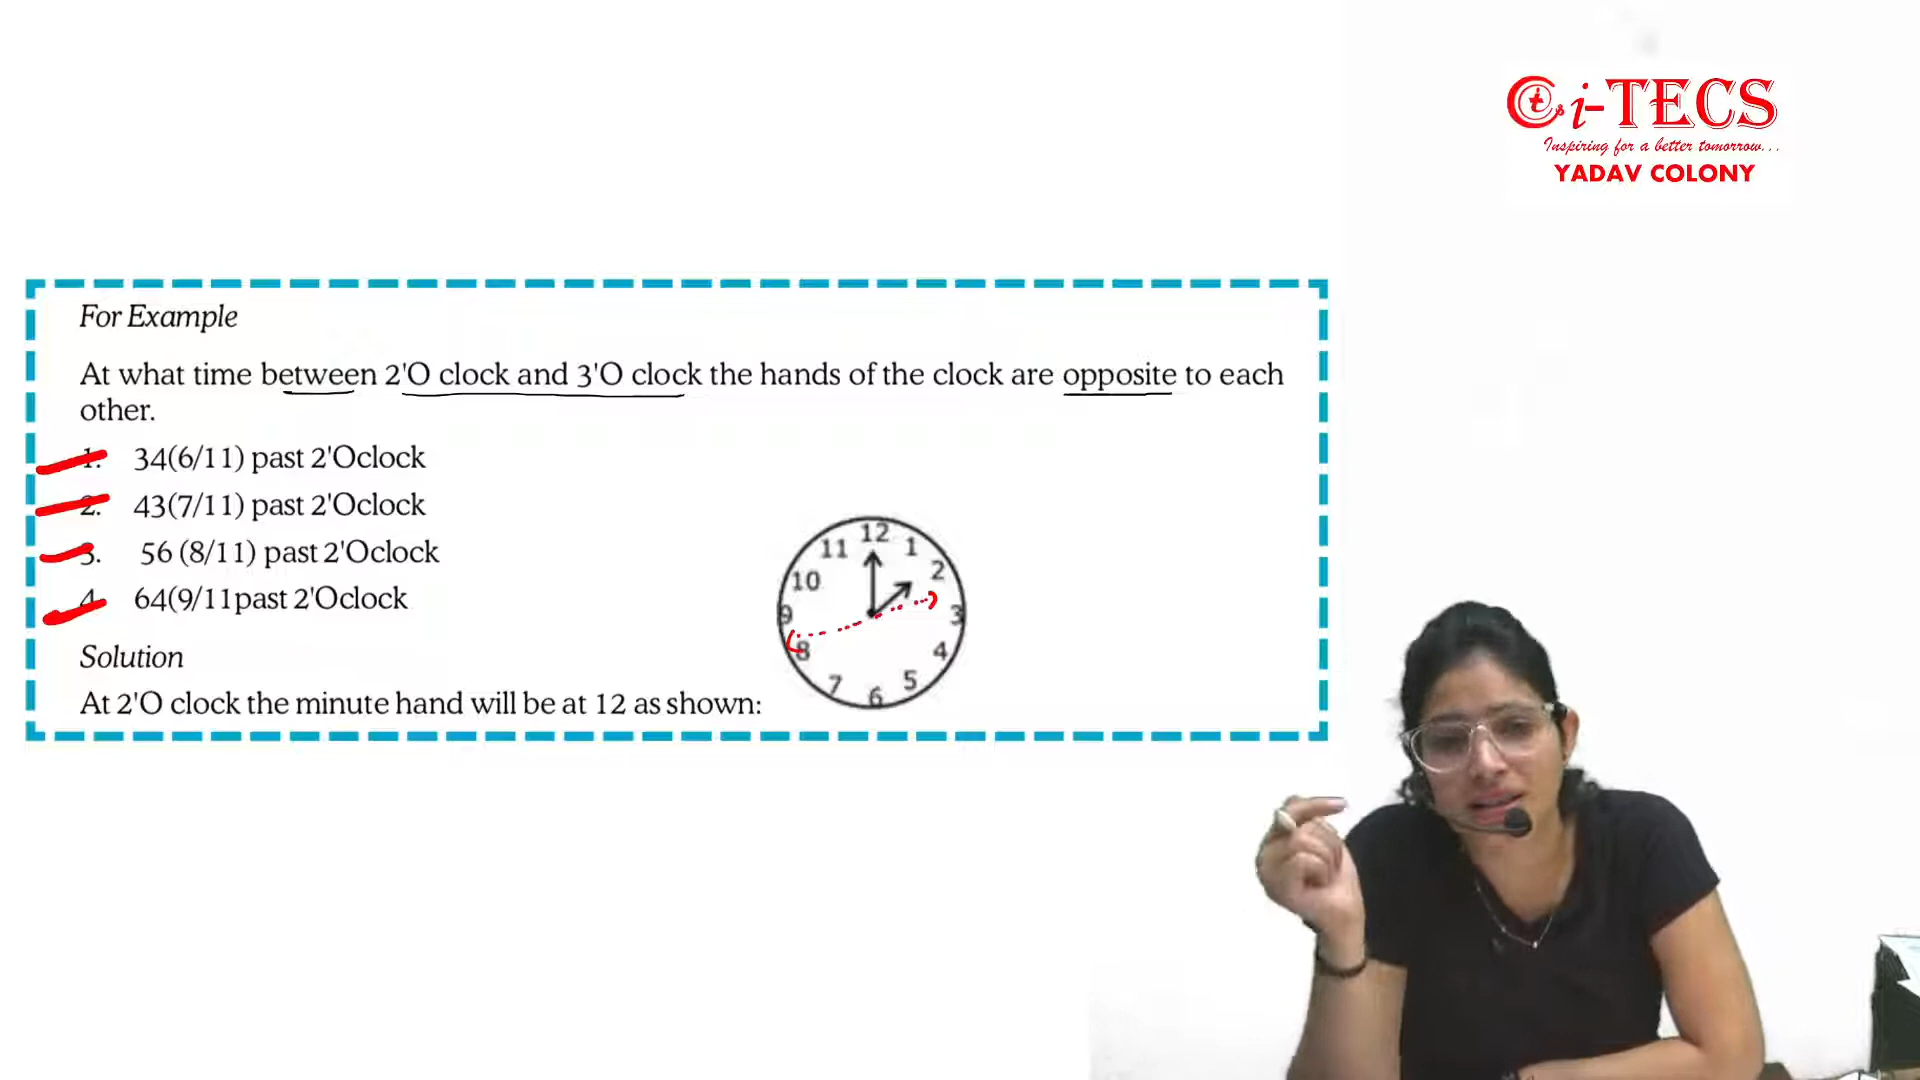 i-TECS
Inspiring for a better tomorrow...
YADAV COLONY
For Example
At what time between 2'O clock and 3'O clock the hands of the clock are opposite to each
other.
1. 34(6/11) past 2'Oclock
2. 43(7/11) past 2'Oclock
3. 56 (8/11) past 2'Oclock
4. 64(9/11past 2'Oclock
12
11 1
10 2
9 3
8 4
7 5
6
Solution
At 2'O clock the minute hand will be at 12 as shown: